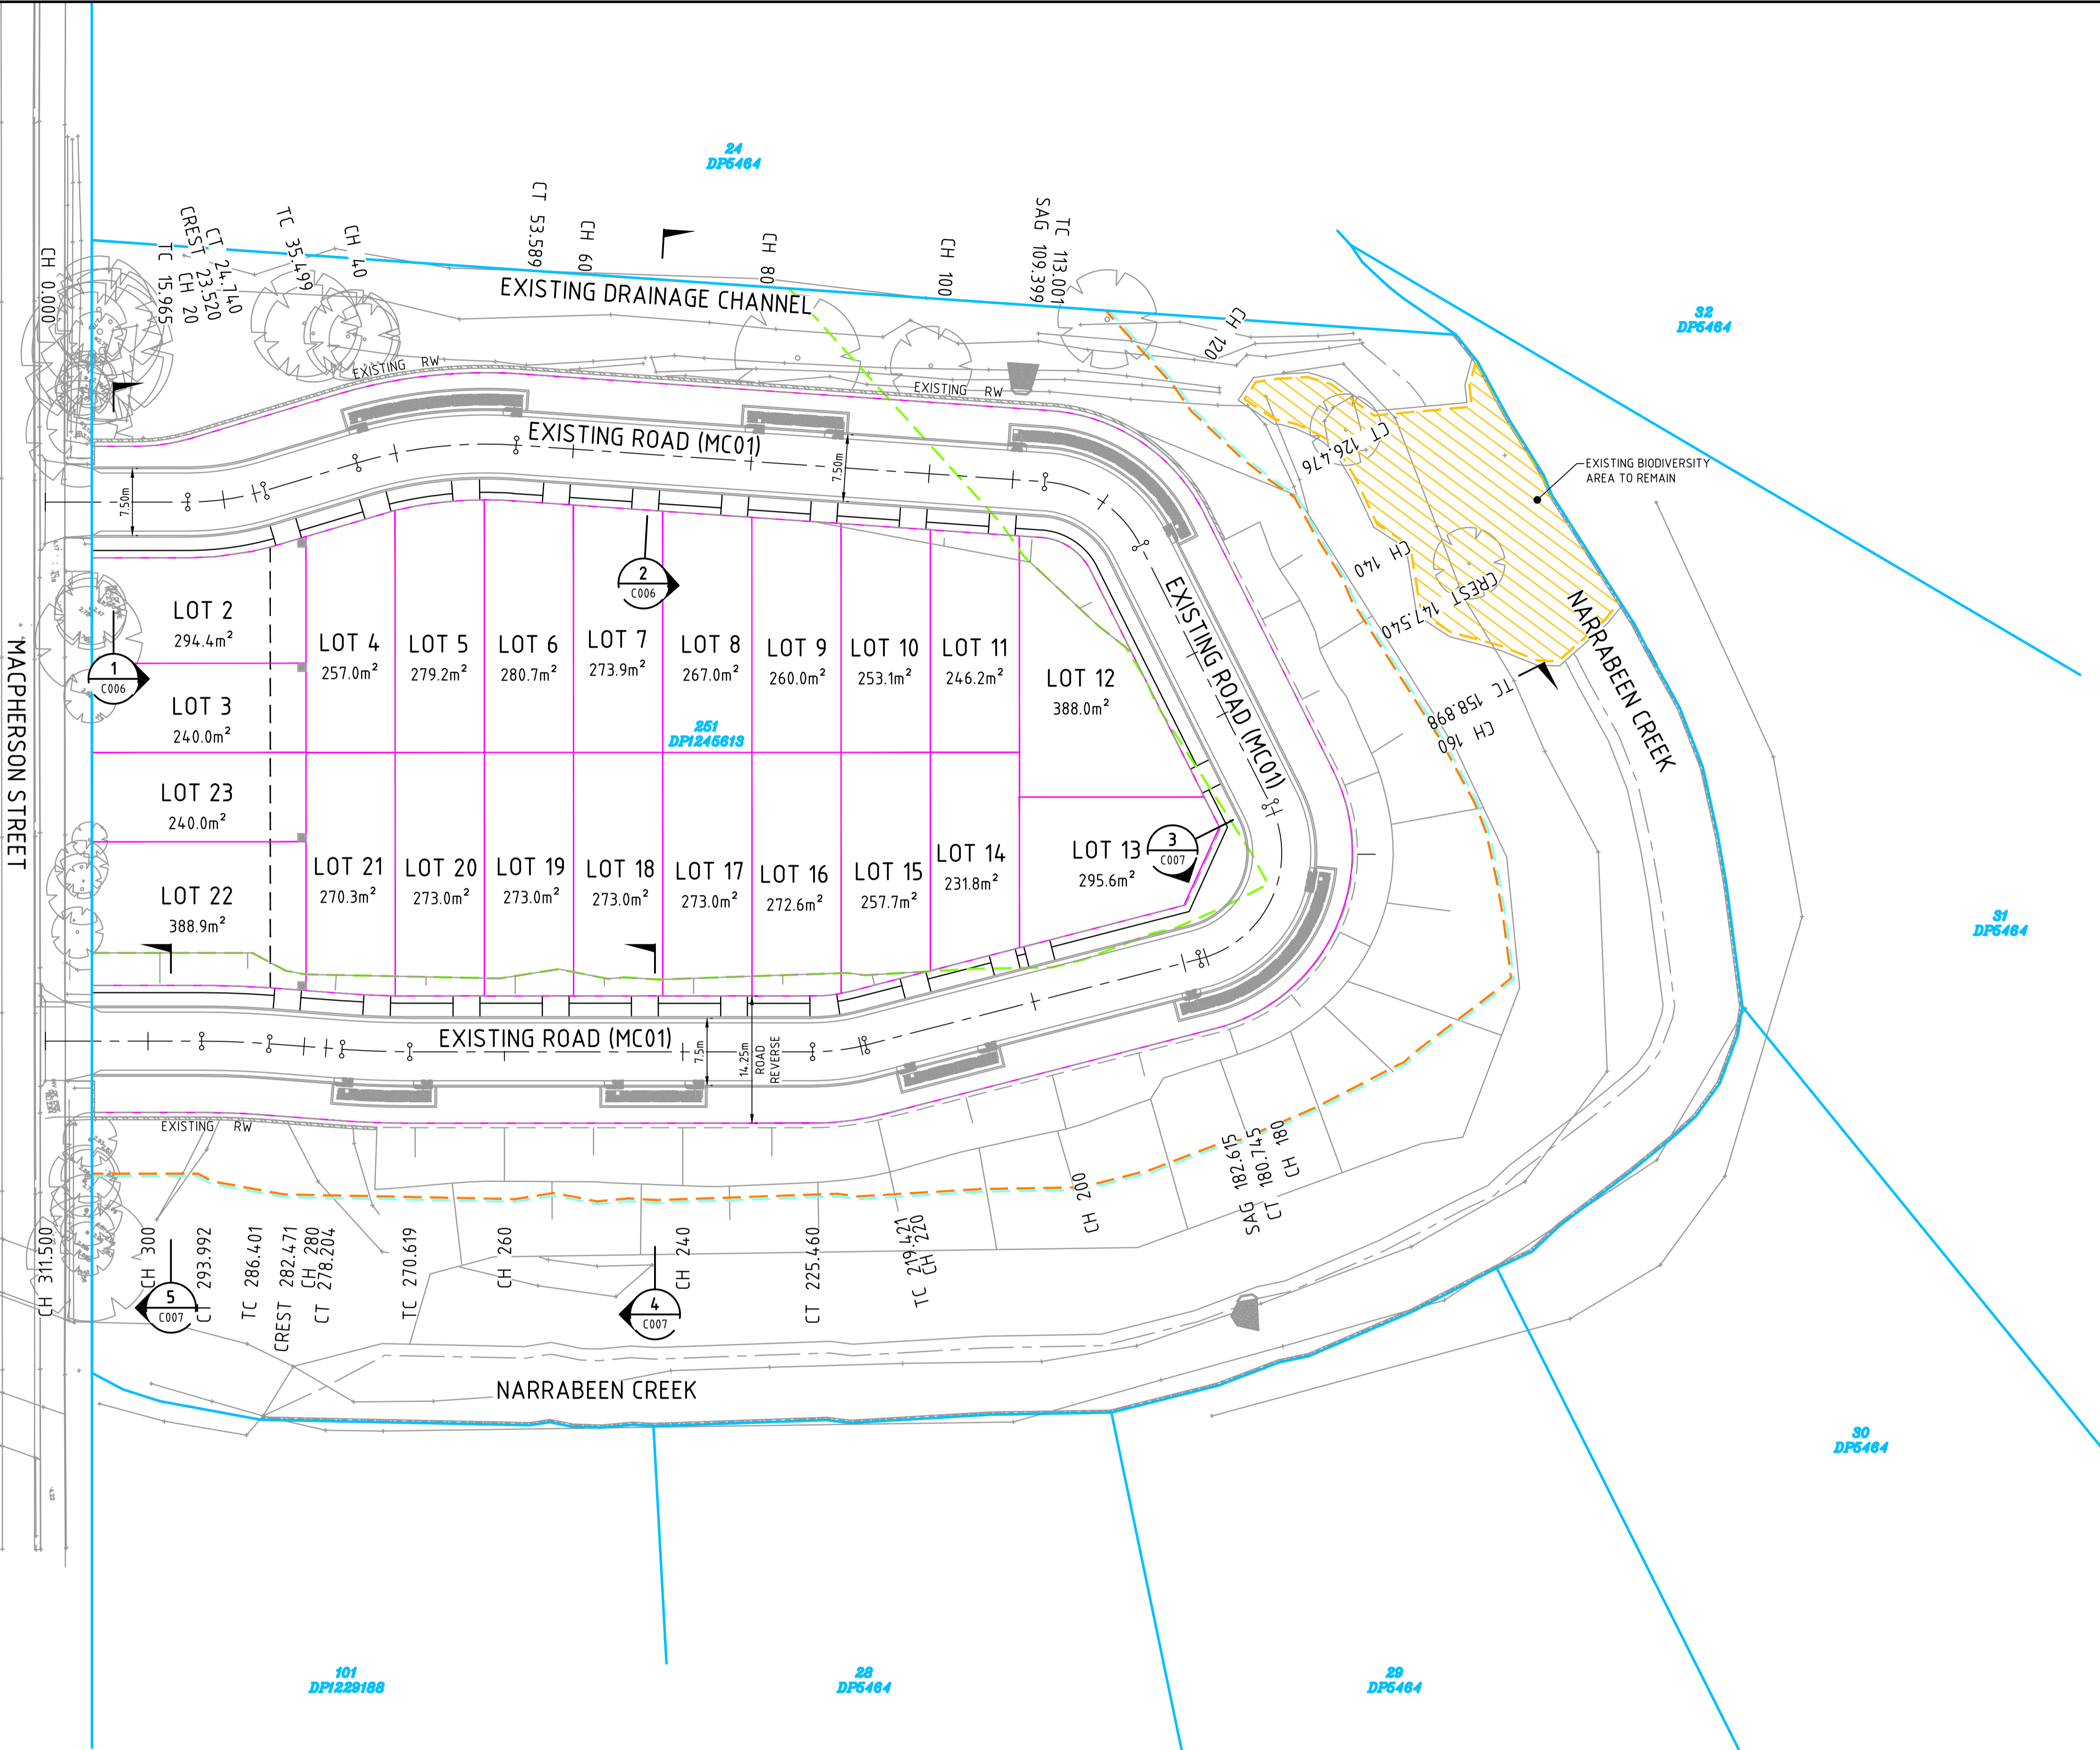 24
DP5464
32
DP5464
CH 0.000
TC 15.965
CH 20
CREST 23.520
CT 24.740
TC 35.499
CH 40
CT 53.589
CH 60
CH 80
CH 100
SAG 109.399
TC 113.001
CH 120
EXISTING DRAINAGE CHANNEL
EXISTING RW
EXISTING RW
EXISTING ROAD (MC01)
7.50m
7.50m
CT 126.476
EXISTING BIODIVERSITY
AREA TO REMAIN
CH 140
CREST 147.540
TC 158.898
CH 160
NARRABEEN CREEK
EXISTING ROAD (MC01)
MACPHERSON STREET
1
C006
2
C006
LOT 2
294.4m²
LOT 3
240.0m²
LOT 4
257.0m²
LOT 5
279.2m²
LOT 6
280.7m²
LOT 7
273.9m²
LOT 8
267.0m²
LOT 9
260.0m²
LOT 10
253.1m²
LOT 11
246.2m²
LOT 12
388.0m²
251
DP1245613
LOT 23
240.0m²
LOT 22
388.9m²
LOT 21
270.3m²
LOT 20
273.0m²
LOT 19
273.0m²
LOT 18
273.0m²
LOT 17
273.0m²
LOT 16
272.6m²
LOT 15
257.7m²
LOT 14
231.8m²
LOT 13
295.6m²
3
C007
31
DP5464
EXISTING ROAD (MC01)
7.5m
14.25m
ROAD
REVERSE
EXISTING RW
CH 311.500
CH 300
CT 293.992
TC 286.401
CREST 282.471
CH 280
CT 278.204
TC 270.619
CH 260
CH 240
CT 225.460
TC 219.421
CH 220
CH 200
SAG 182.615
CT 180.745
CH 180
5
C007
4
C007
NARRABEEN CREEK
30
DP5464
101
DP1229188
28
DP5464
29
DP5464